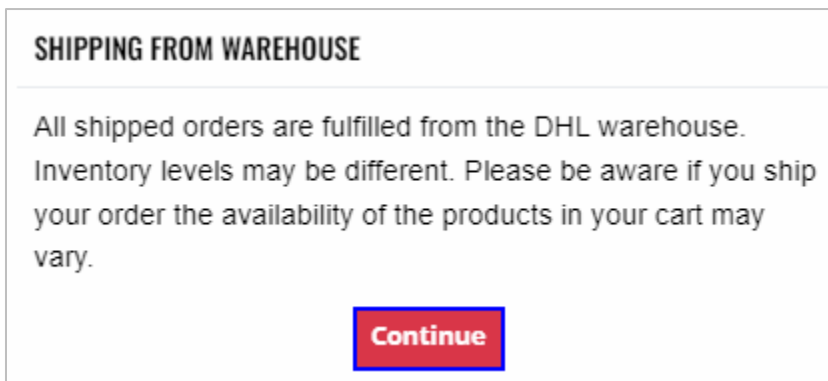 SHIPPING FROM WAREHOUSE
All shipped orders are fulfilled from the DHL warehouse.
Inventory levels may be different. Please be aware if you ship
your order the availability of the products in your cart may
vary.
Continue